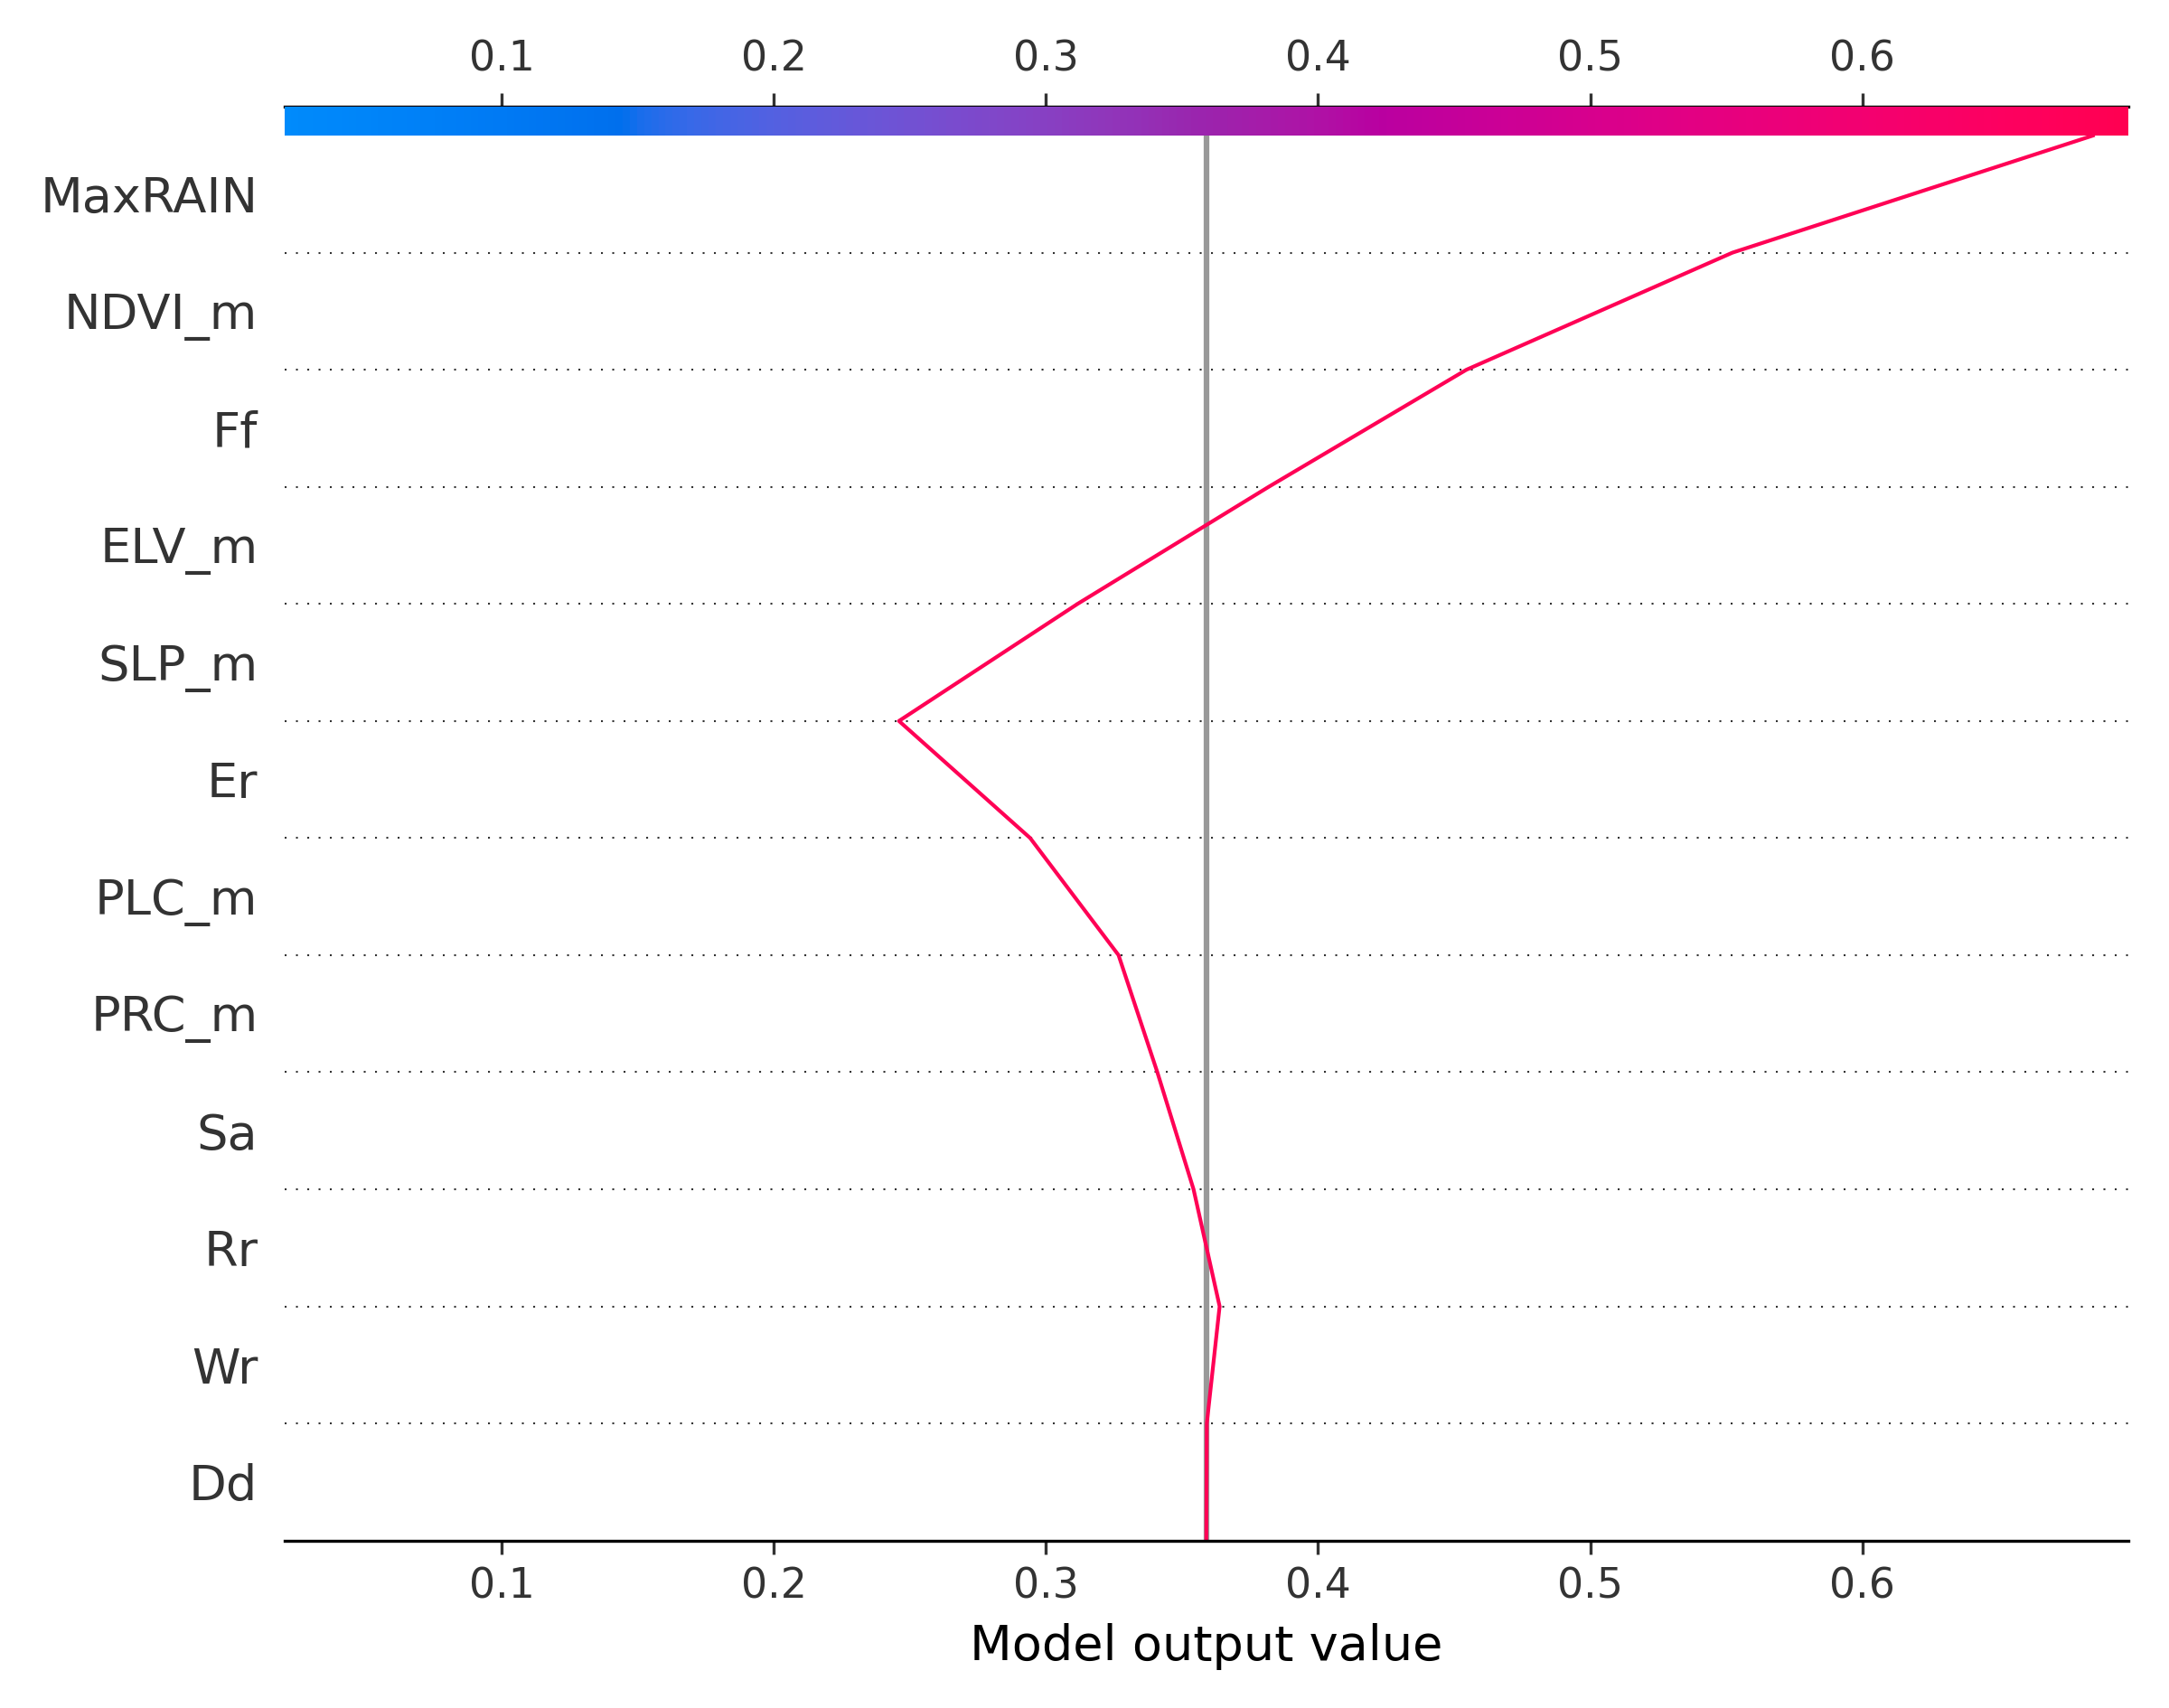 0.1 0.2 0.3 0.4 0.5 0.6
MaxRAIN
NDVI_m
Ff
ELV_m
SLP_m
Er
PLC_m
PRC_m
Sa
Rr
Wr
Dd
0.1 0.2 0.3 0.4 0.5 0.6
Model output value